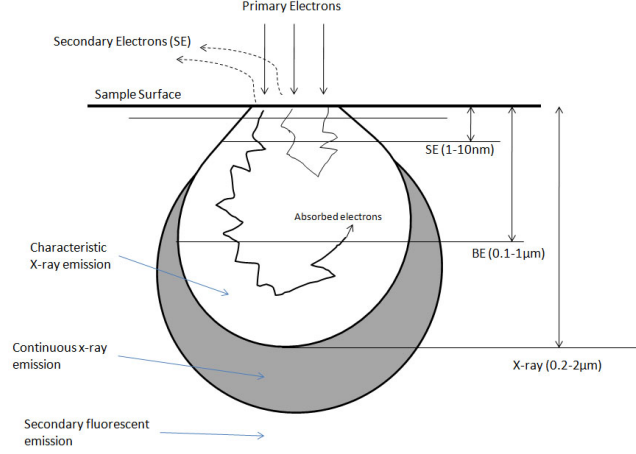 Primary Electrons
Secondary Electrons (SE)
Sample Surface
SE (1-10nm)
Absorbed electrons
Characteristic
X-ray emission
BE (0.1-1µm)
Continuous x-ray
emission
X-ray (0.2-2µm)
Secondary fluorescent
emission